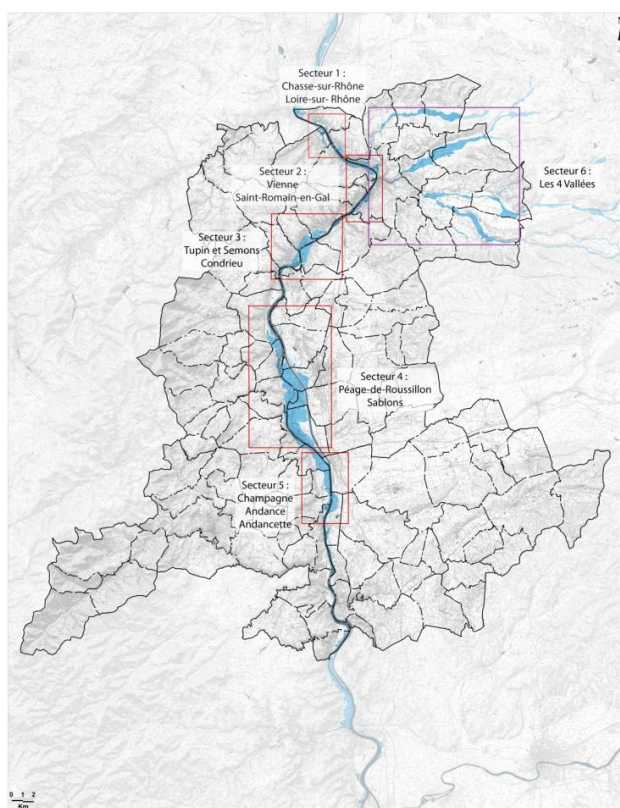 N
Secteur 1 :
Chasse-sur-Rhône
Loire-sur- Rhône
Secteur 2 :
Vienne
Saint-Romain-en-Gal
Secteur 6 :
Les 4 Vallées
Secteur 3 :
Tupin et Semons
Condrieu
Secteur 4 :
Péage-de-Roussillon
Sablons
Secteur 5 :
Champagne
Andance
Andancette
0 1 2
Km